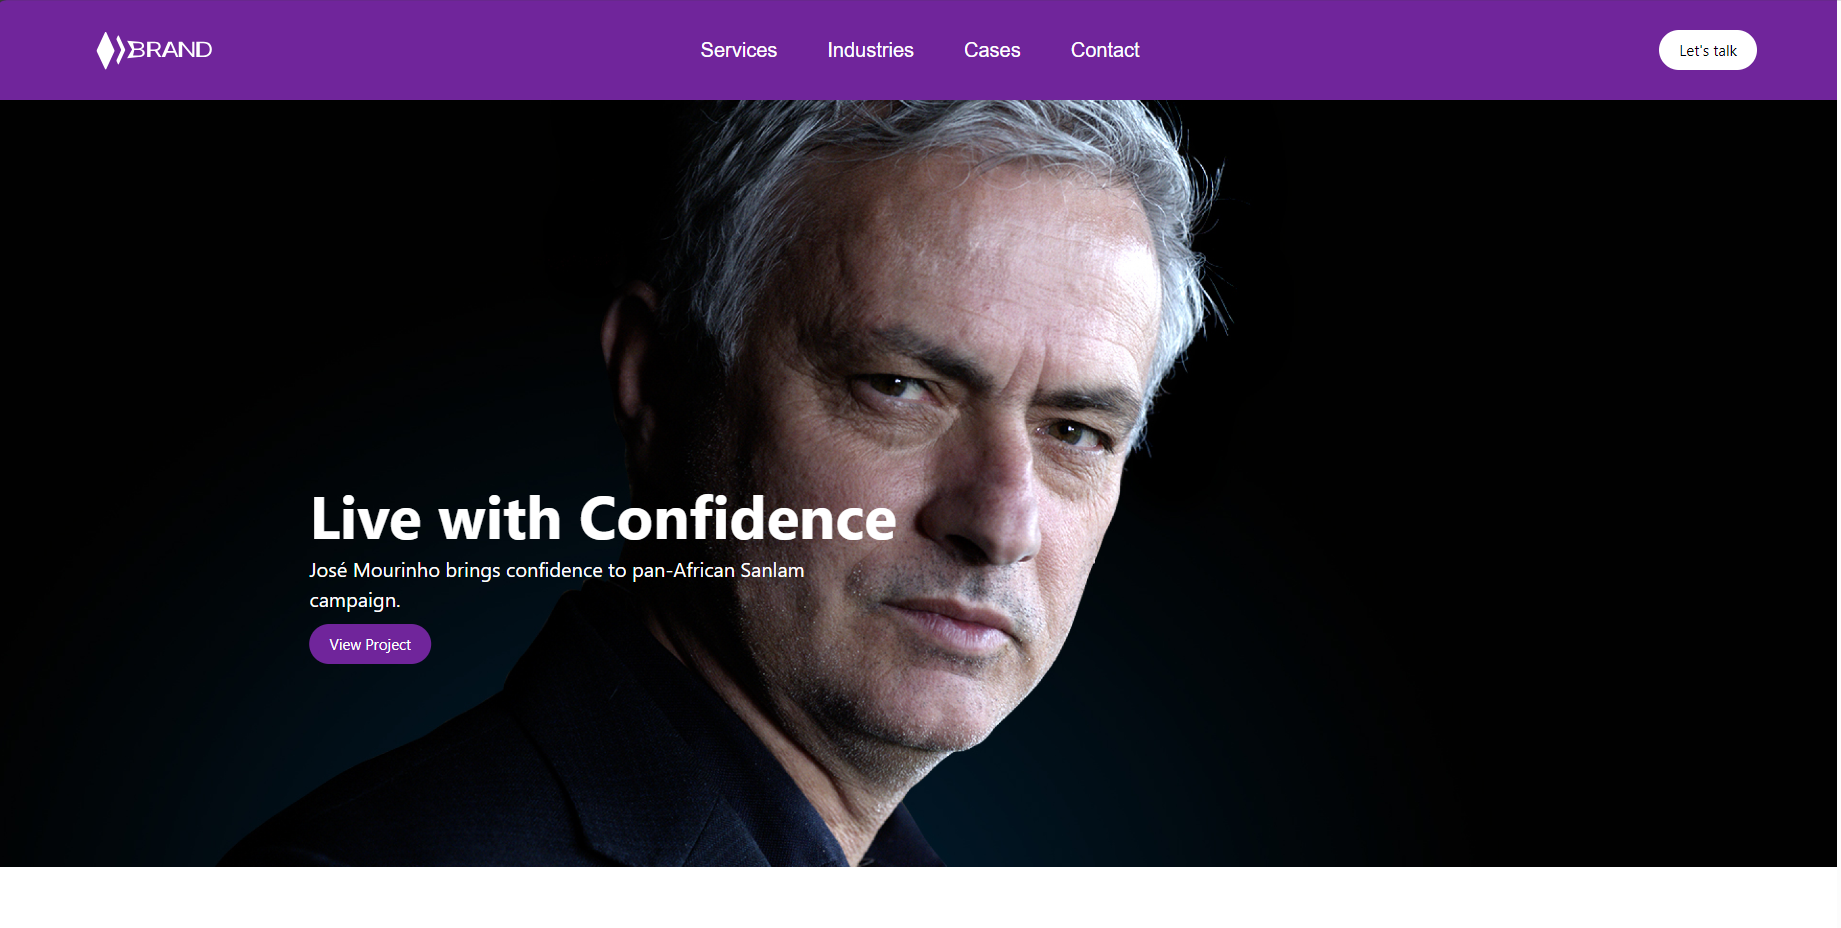 BRAND
Services
Industries
Cases
Contact
Let's talk
Live with Confidence
José Mourinho brings confidence to pan-African Sanlam
campaign.
View Project